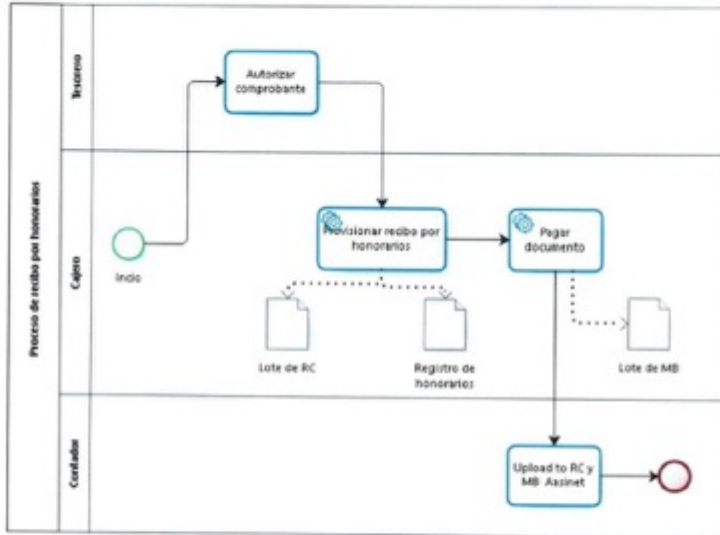 Proceso de recibo por honorarios
Tesorero
Autorizar
comprobante
Cajero
Incio
Provisionar recibo por
honorarios
Pagar
documento
Lote de RC
Registro de
honorarios
Lote de MB
Contador
Upload to RC y
MB Aasinet